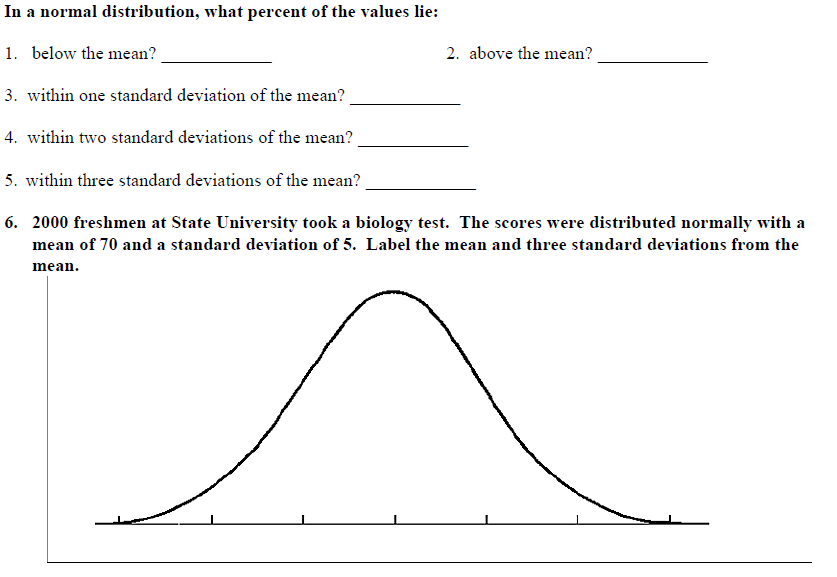 In a normal distribution, what percent of the values lie:
1. below the mean? ____________ 2. above the mean? ____________
3. within one standard deviation of the mean? ____________
4. within two standard deviations of the mean? ____________
5. within three standard deviations of the mean? ____________
6. 2000 freshmen at State University took a biology test. The scores were distributed normally with a
mean of 70 and a standard deviation of 5. Label the mean and three standard deviations from the
mean.